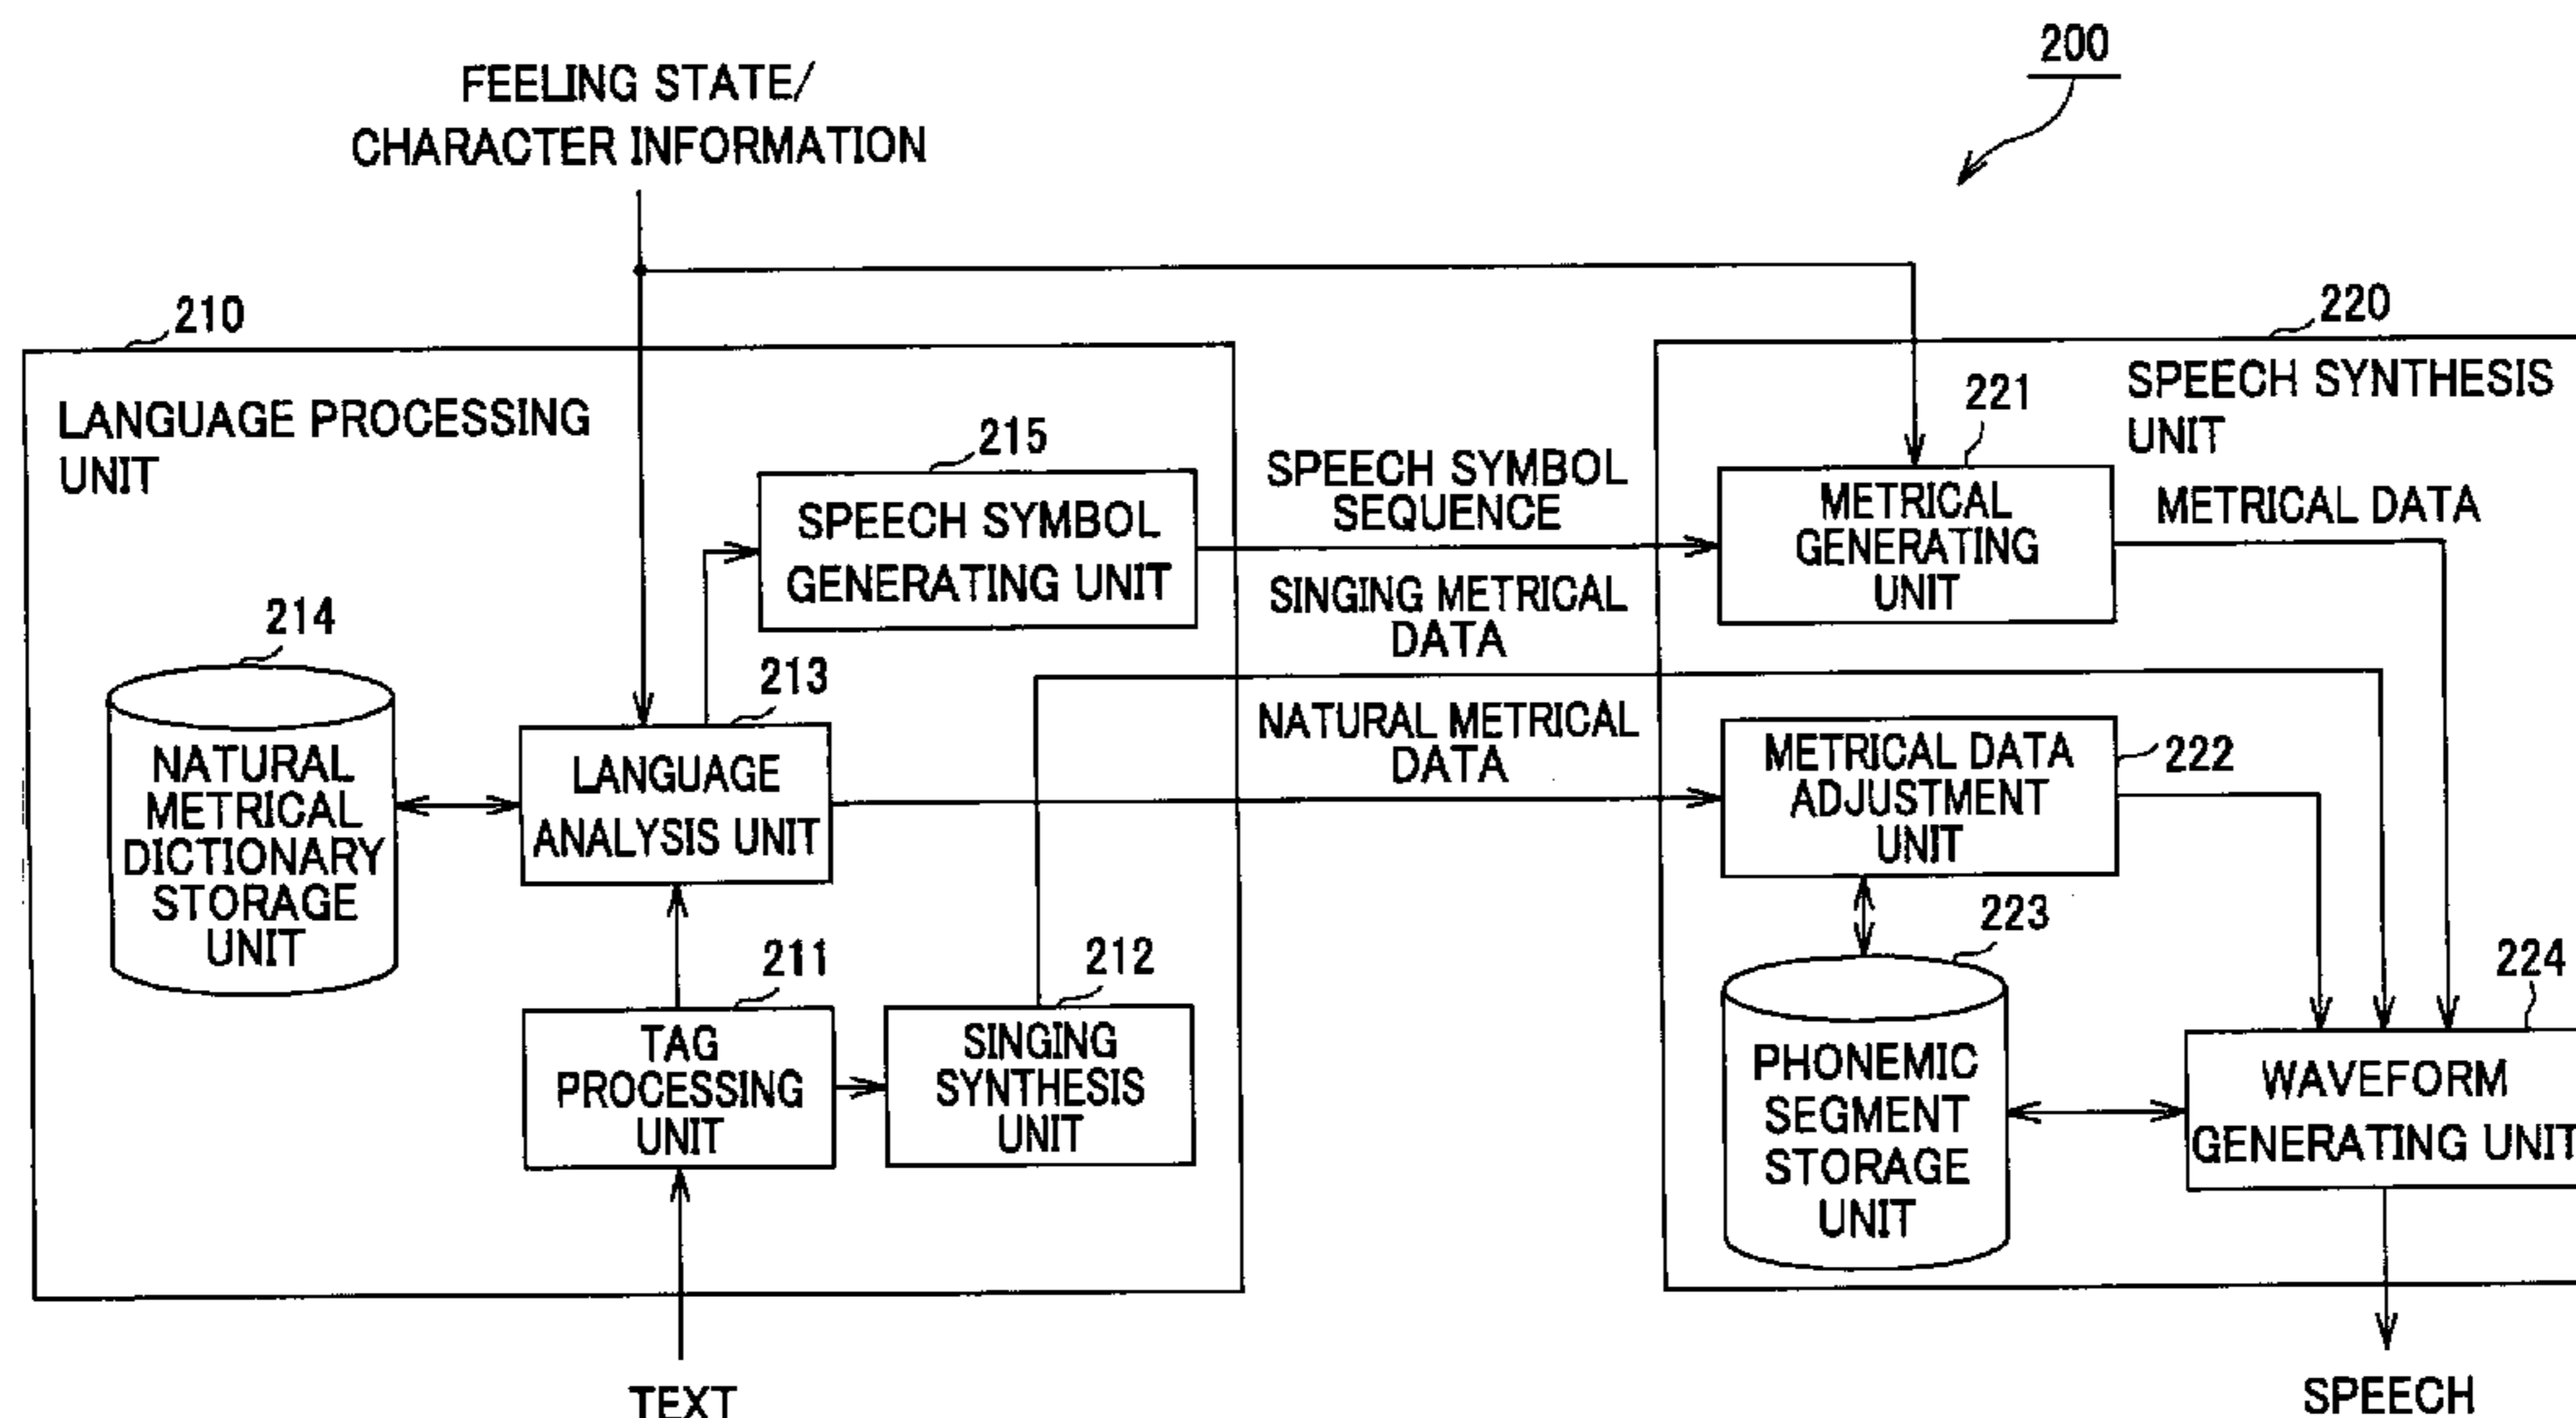 200
FEELING STATE/
CHARACTER INFORMATION
210
LANGUAGE PROCESSING
UNIT
215
SPEECH SYMBOL
GENERATING UNIT
214
NATURAL
METRICAL
DICTIONARY
STORAGE
UNIT
213
LANGUAGE
ANALYSIS UNIT
211
TAG
PROCESSING
UNIT
212
SINGING
SYNTHESIS
UNIT
TEXT
SPEECH SYMBOL
SEQUENCE
SINGING METRICAL
DATA
NATURAL METRICAL
DATA
220
SPEECH SYNTHESIS
UNIT
221
METRICAL
GENERATING
UNIT
METRICAL DATA
METRICAL DATA
ADJUSTMENT
UNIT
222
223
PHONEMIC
SEGMENT
STORAGE
UNIT
224
WAVEFORM
GENERATING UNIT
SPEECH